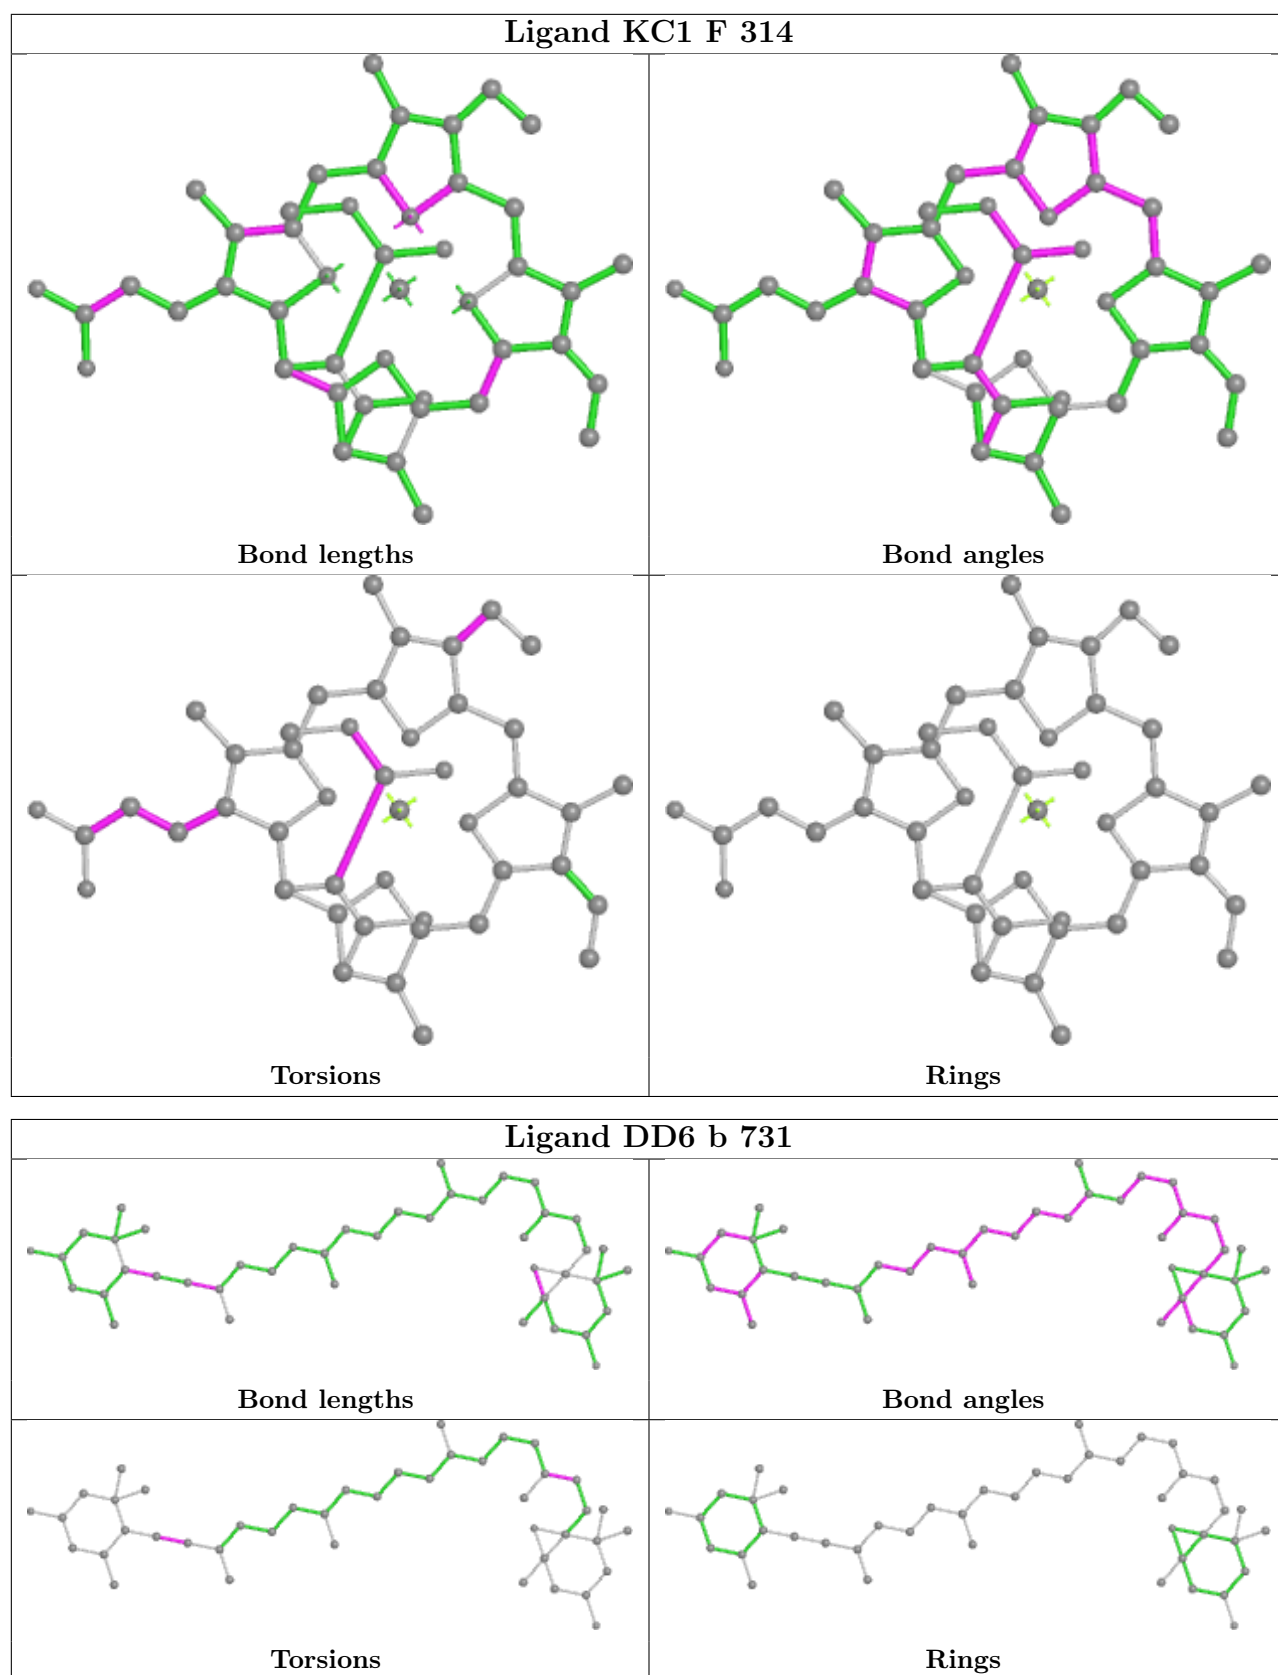 Ligand KC1 F 314
Bond lengths
Bond angles
Torsions
Rings
Ligand DD6 b 731
Bond lengths
Bond angles
Torsions
Rings